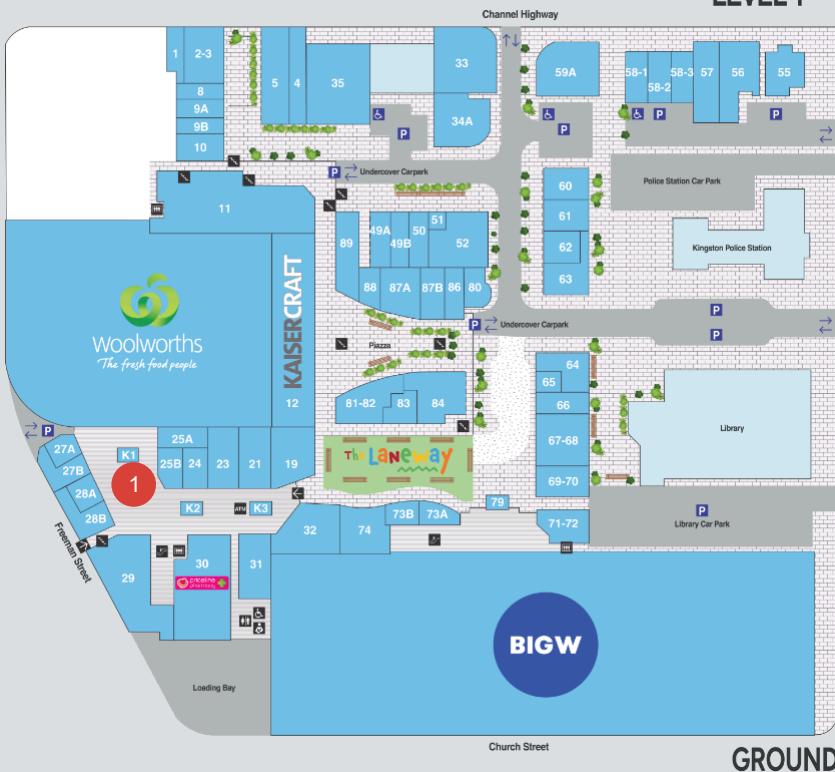 LEVEL 1
Channel Highway
1
2-3
8
9A
9B
10
5
4
35
33
34A
P
59A
P
58-1
58-2
58-3
57
56
55
P
P
11
P
Undercover Carpark
60
61
62
63
Police Station Car Park
Kingston Police Station
89
49A
49B
50
51
52
88
87A
87B
86
80
Woolworths
The fresh food people
KAISERCRAFT
12
P
Undercover Carpark
P
P
Piazza
81-82
83
84
64
65
66
67-68
69-70
Library
P
27A
27B
28A
28B
K1
1
25A
25B
24
23
21
19
The Laneway
K2
ATM
K3
32
74
73B
73A
79
71-72
P
Library Car Park
Freeman Street
29
30
priceline
pharmacy
31
BIGW
Loading Bay
Church Street
GROUND